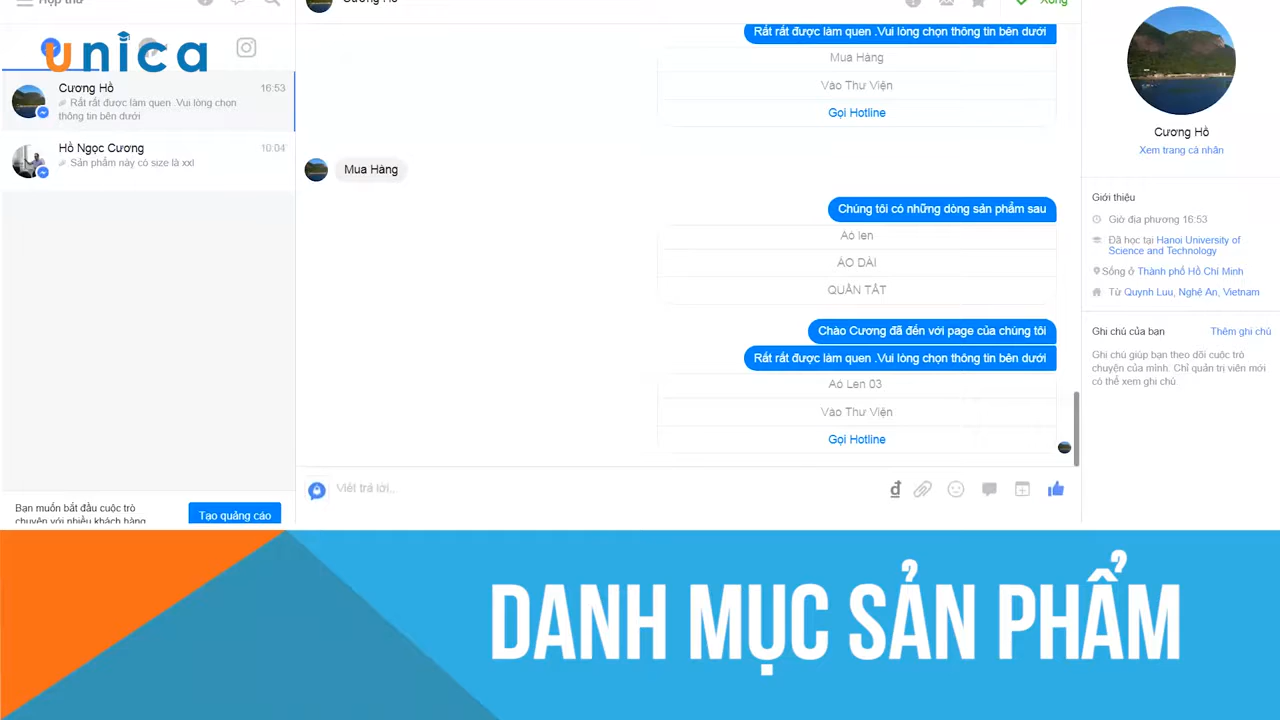 Hộp thư
unica
Cương Hồ
16:53
Rất rất được làm quen .Vui lòng chọn
thông tin bên dưới
Hồ Ngọc Cương
10:04
Sản phẩm này có size là xxl
Bạn muốn bắt đầu cuộc trò
chuyện với nhiều khách hàng
Tạo quảng cáo
Cương Hồ
Xong
Rất rất được làm quen .Vui lòng chọn thông tin bên dưới
Mua Hàng
Vào Thư Viện
Gọi Hotline
Mua Hàng
Chúng tôi có những dòng sản phẩm sau
Aó len
ÁO DÀI
QUẦN TẤT
Chào Cương đã đến với page của chúng tôi
Rất rất được làm quen .Vui lòng chọn thông tin bên dưới
Aó Len 03
Vào Thư Viện
Gọi Hotline
Viết trả lời...
Cương Hồ
Xem trang cá nhân
Giới thiệu
Giờ địa phương 16:53
Đã học tại Hanoi University of
Science and Technology
Sống ở Thành phố Hồ Chí Minh
Từ Quynh Luu, Nghệ An, Vietnam
Ghi chú của bạn
Thêm ghi chú
Ghi chú giúp bạn theo dõi cuộc trò
chuyện của mình. Chỉ quản trị viên mới
có thể xem ghi chú.
DANH MỤC SẢN PHẨM